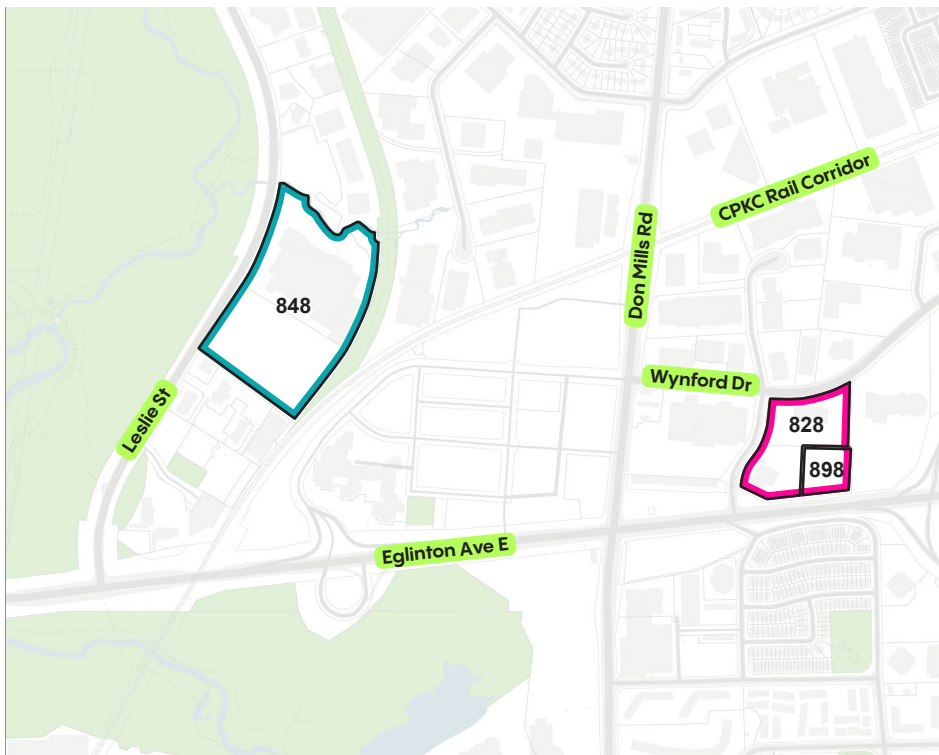 CPKC Rail Corridor
Don Mills Rd
848
Wynford Dr
Leslie St
828
898
Eglinton Ave E